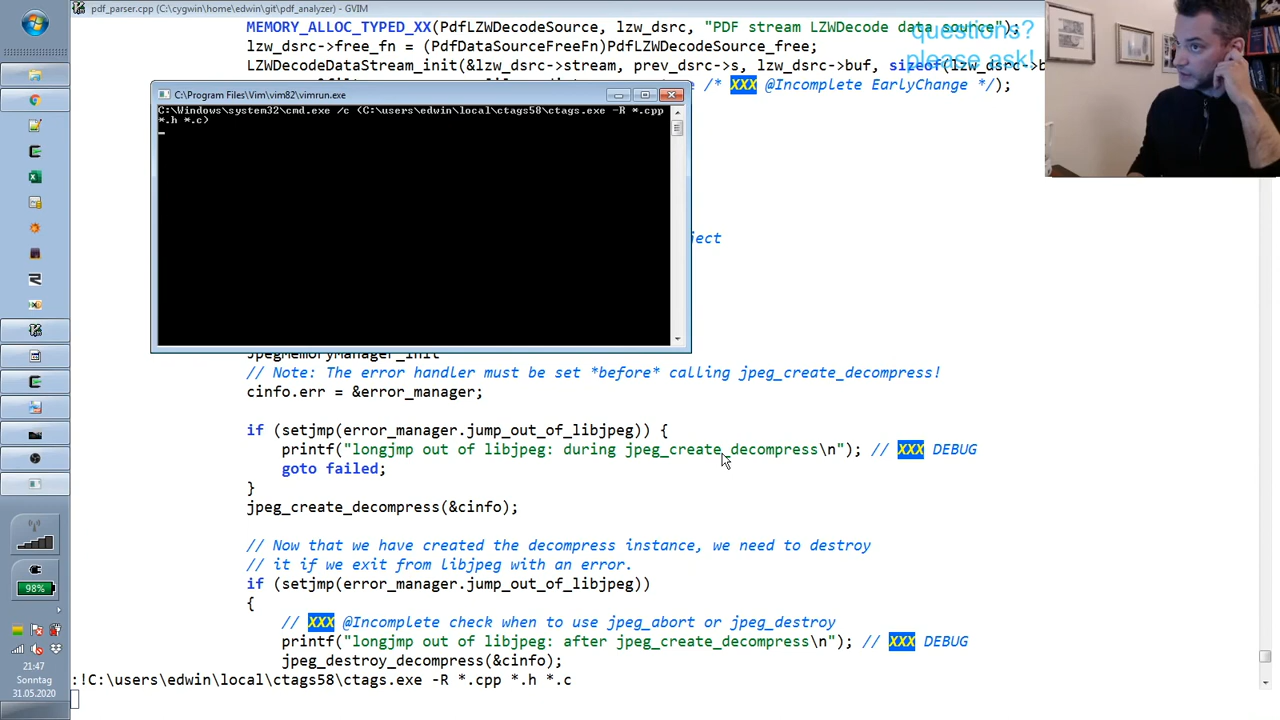 pdf_parser.cpp (C:\cygwin\home\edwin\git\pdf_analyzer) - GVIM
MEMORY_ALLOC_TYPED_XX(PdfLZWDecodeSource, lzw_dsrc, "PDF stream LZWDecode data source");
questions?
lzw_dsrc->free_fn = (PdfDataSourceFreeFn)PdfLZWDecodeSource_free;
please ask!
LZWDecodeDataStream_init(&lzw_dsrc->stream, prev_dsrc->s, lzw_dsrc->buf, sizeof(lzw_dsrc->b
/* XXX @Incomplete EarlyChange */);
C:\Program Files\Vim\vim82\vimrun.exe
C:\Windows\system32\cmd.exe /c (C:\users\edwin\local\ctags58\ctags.exe -R *.cpp
*.h *.c)
ject
// Note: The error handler must be set *before* calling jpeg_create_decompress!
cinfo.err = &error_manager;
if (setjmp(error_manager.jump_out_of_libjpeg)) {
printf("longjmp out of libjpeg: during jpeg_create_decompress\n"); // XXX DEBUG
goto failed;
}
jpeg_create_decompress(&cinfo);
// Now that we have created the decompress instance, we need to destroy
// it if we exit from libjpeg with an error.
if (setjmp(error_manager.jump_out_of_libjpeg))
{
// XXX @Incomplete check when to use jpeg_abort or jpeg_destroy
printf("longjmp out of libjpeg: after jpeg_create_decompress\n"); // XXX DEBUG
jpeg_destroy_decompress(&cinfo);
:!C:\users\edwin\local\ctags58\ctags.exe -R *.cpp *.h *.c
98%
21:47
Sonntag
31.05.2020